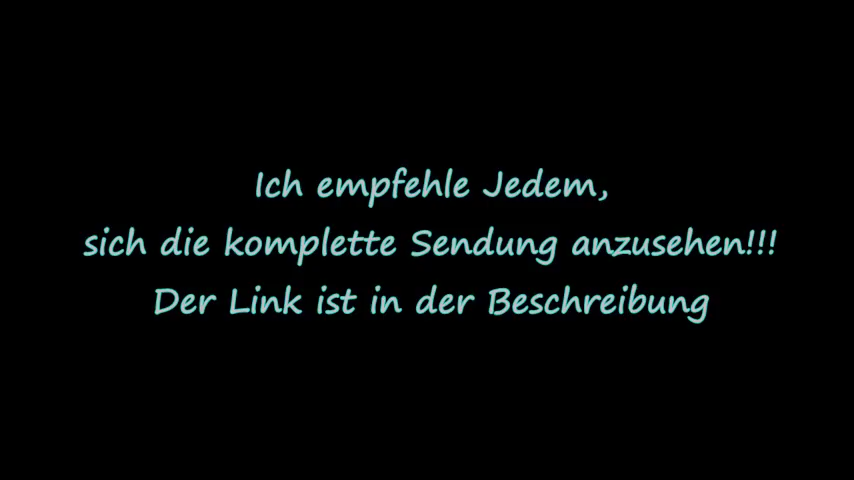 Ich empfehle Jedem,
sich die komplette Sendung anzusehen!!!
Der Link ist in der Beschreibung